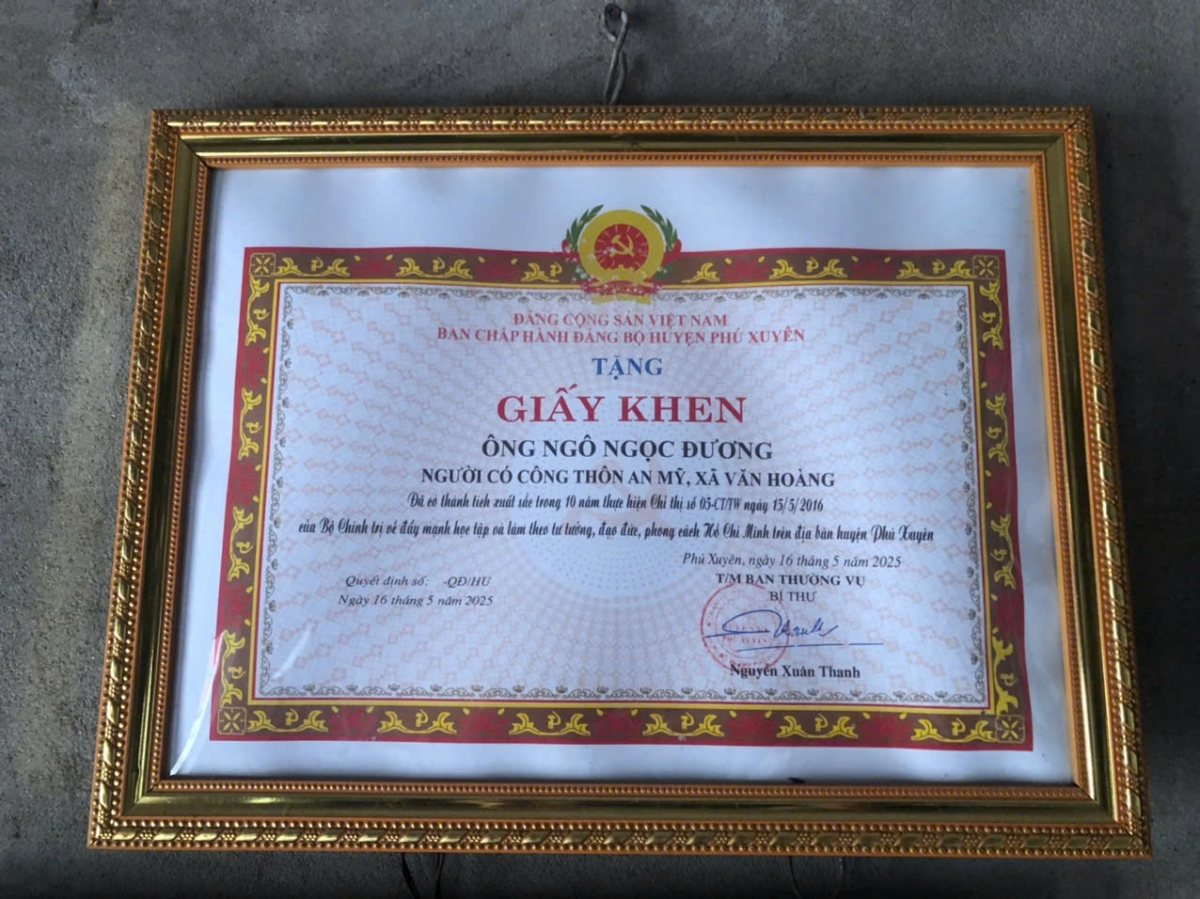 ĐẢNG CỘNG SẢN VIỆT NAM
BAN CHẤP HÀNH ĐẢNG BỘ HUYỆN PHÚ XUYÊN
TẶNG
GIẤY KHEN
ÔNG NGÔ NGỌC ĐƯƠNG
NGƯỜI CÓ CÔNG THÔN AN MỸ, XÃ VĂN HOÀNG
Đã có thành tích xuất sắc trong 10 năm thực hiện Chỉ thị số 05-CT/TW ngày 15/5/2016
của Bộ Chính trị về đẩy mạnh học tập và làm theo tư tưởng, đạo đức, phong cách Hồ Chí Minh trên địa bàn huyện Phú Xuyên
Phú Xuyên, ngày 16 tháng 5 năm 2025
Quyết định số: -QĐ/HU
Ngày 16 tháng 5 năm 2025
T/M BAN THƯỜNG VỤ
BÍ THƯ
Nguyễn Xuân Thanh